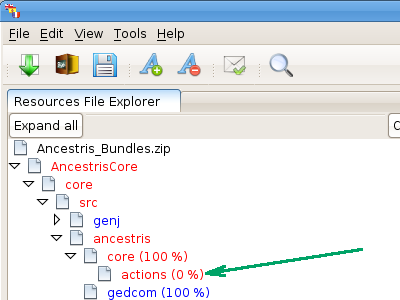 File Edit View Tools Help
Resources File Explorer
Expand all
C
Ancestris_Bundles.zip
AncestrisCore
core
src
genj
ancestris
core (100 %)
actions (0 %)
gedcom (100 %)